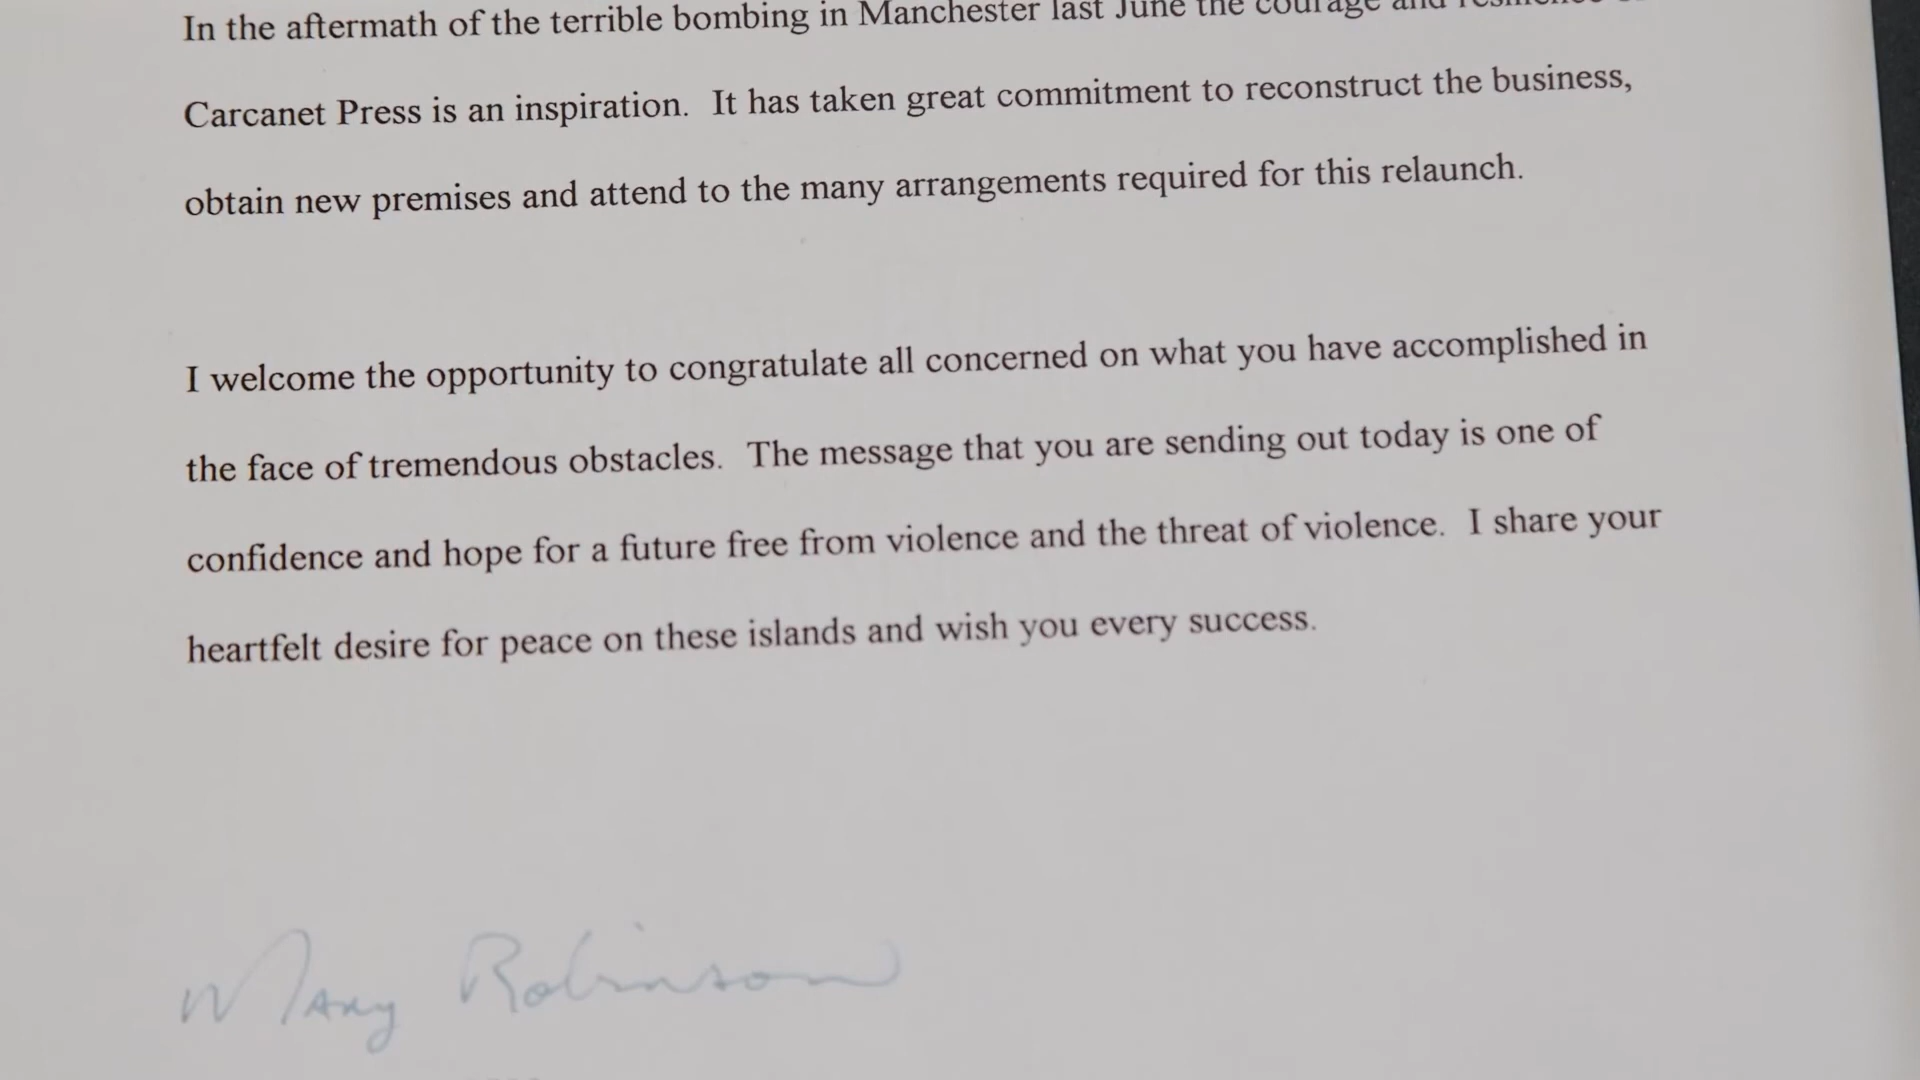 In the aftermath of the terrible bombing in Manchester last June the courage and resilience
Carcanet Press is an inspiration. It has taken great commitment to reconstruct the business,
obtain new premises and attend to the many arrangements required for this relaunch.
I welcome the opportunity to congratulate all concerned on what you have accomplished in
the face of tremendous obstacles. The message that you are sending out today is one of
confidence and hope for a future free from violence and the threat of violence. I share your
heartfelt desire for peace on these islands and wish you every success.
Mary Robinson